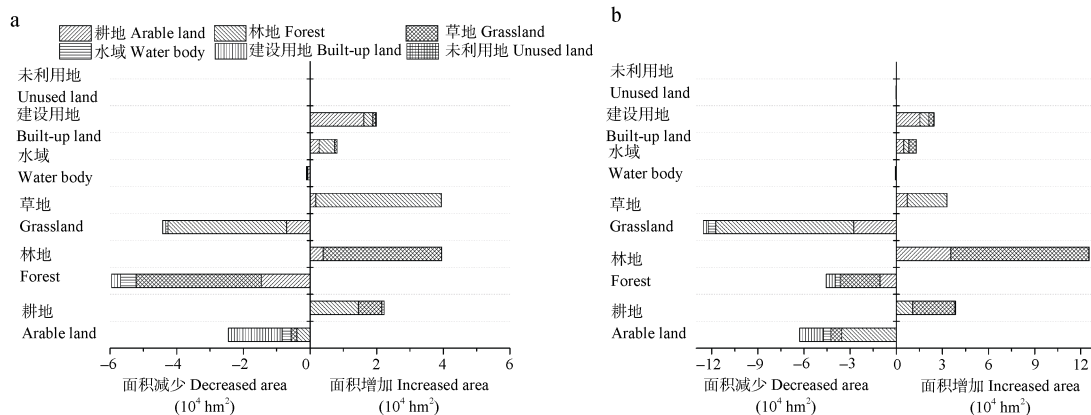 a
耕地 Arable land 林地 Forest 草地 Grassland
水域 Water body 建设用地 Built-up land 未利用地 Unused land
未利用地
Unused land
建设用地
Built-up land
水域
Water body
草地
Grassland
林地
Forest
耕地
Arable land
−6 −4 −2 0 2 4 6
面积减少 Decreased area 面积增加 Increased area
(10⁴ hm²) (10⁴ hm²)
b
未利用地
Unused land
建设用地
Built-up land
水域
Water body
草地
Grassland
林地
Forest
耕地
Arable land
−12 −9 −6 −3 0 3 6 9 12
面积减少 Decreased area 面积增加 Increased area
(10⁴ hm²) (10⁴ hm²)